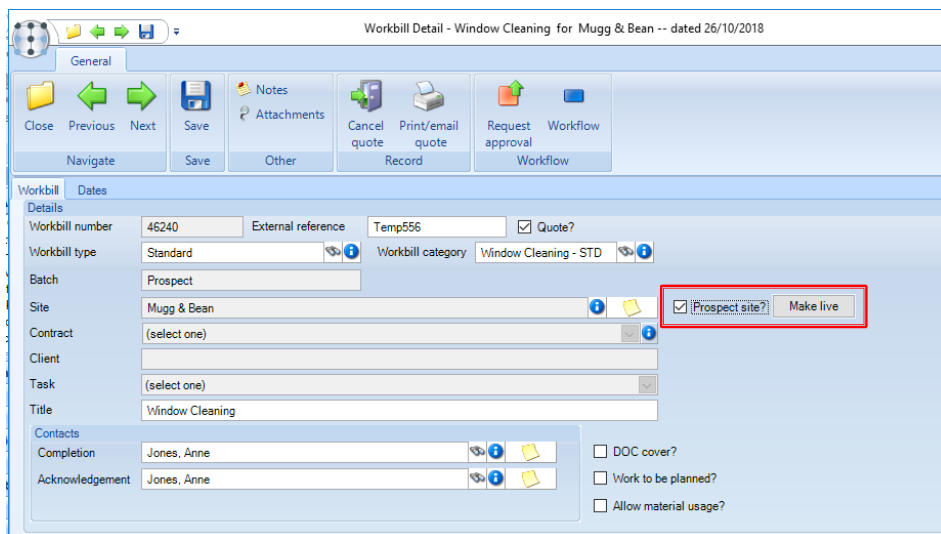 Workbill Detail - Window Cleaning for Mugg & Bean -- dated 26/10/2018
General
Close Previous Next Save Notes Attachments Cancel quote Print/email quote Request approval Workflow
Navigate Save Other Record Workflow
Workbill Dates
Details
Workbill number 46240 External reference Temp556 Quote?
Workbill type Standard Workbill category Window Cleaning - STD
Batch Prospect
Site Mugg & Bean Prospect site? Make live
Contract (select one)
Client
Task (select one)
Title Window Cleaning
Contacts
Completion Jones, Anne DOC cover?
Acknowledgement Jones, Anne Work to be planned?
Allow material usage?